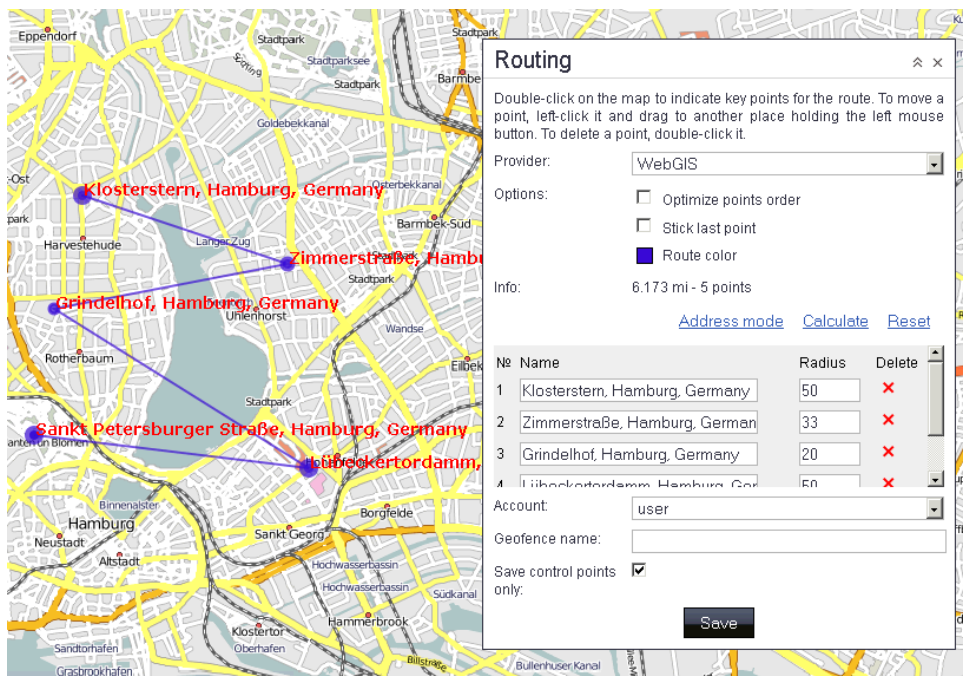 Eppendorf
Stadtpark
Stadtpark
Stadtparksee
Barmbe
Goldebekkanal
Klosterstern, Hamburg, Germany
Osterbekkanal
Barmbek-Süd
Harvestehude
Langer Zug
Zimmerstraße, Hambu
Stadtpark
Grindelhof, Hamburg, Germany
Uhlenhorst
Wandse
Rotherbaum
Eilbek
Stadtpark
Sankt Petersburger Straße, Hamburg, Germany
Planten un Blomen
Lübeckertordamm,
Binnenalster
Hamburg
Borgfelde
Sankt Georg
Neustadt
Altstadt
Hochwasserbassin
Hochwasserbassin
Südkanal
Hammerbrook
Klostertor
Oberhafen
Sandtorhafen
Grasbrookhafen
Billstraße
Bullenhuser Kanal
Routing
Double-click on the map to indicate key points for the route. To move a
point, left-click it and drag to another place holding the left mouse
button. To delete a point, double-click it.
Provider: WebGIS
Options: Optimize points order
Stick last point
Route color
Info: 6.173 mi - 5 points
Address mode Calculate Reset
№ Name Radius Delete
1 Klosterstern, Hamburg, Germany 50
2 Zimmerstraße, Hamburg, German 33
3 Grindelhof, Hamburg, Germany 20
4 Lübeckertordamm, Hamburg, Ger 50
Account: user
Geofence name:
Save control points
only:
Save